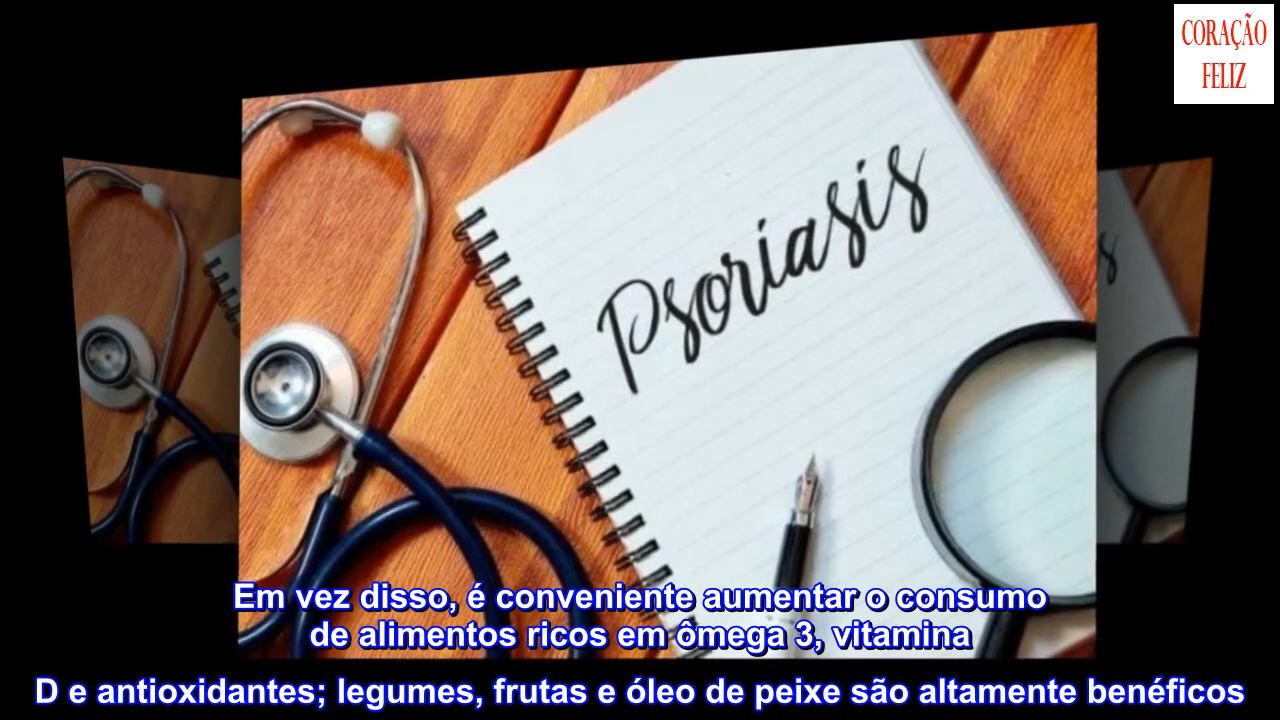 CORAÇÃO
FELIZ
Psoriasis
Em vez disso, é conveniente aumentar o consumo
de alimentos ricos em ômega 3, vitamina
D e antioxidantes; legumes, frutas e óleo de peixe são altamente benéficos